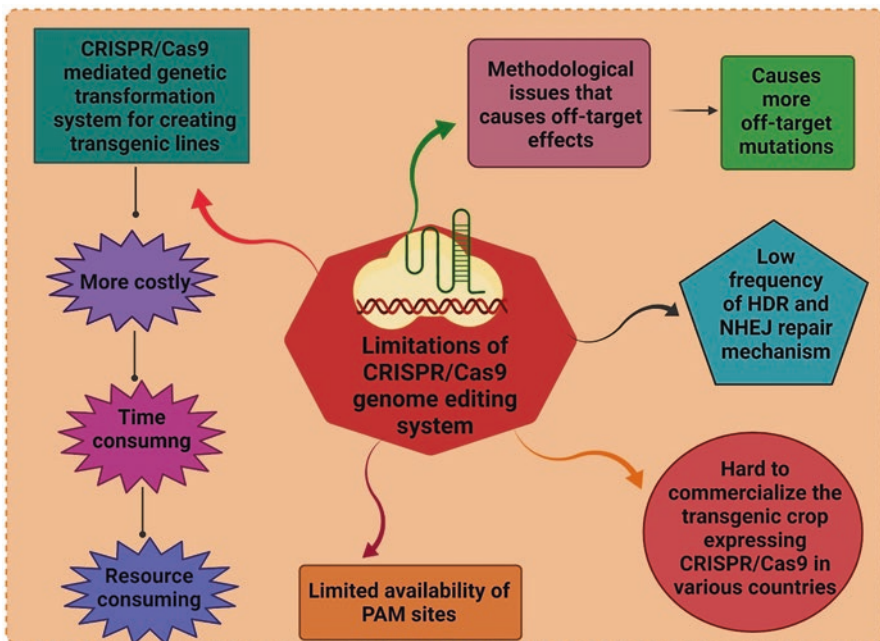 CRISPR/Cas9
mediated genetic
transformation
system for creating
transgenic lines
More costly
Time
consumng
Resource
consuming
Methodological
issues that
causes off-target
effects
Causes
more
off-target
mutations
Limitations of
CRISPR/Cas9
genome editing
system
Low
frequency
of HDR and
NHEJ repair
mechanism
Hard to
commercialize the
transgenic crop
expressing
CRISPR/Cas9 in
various countries
Limited availability of
PAM sites